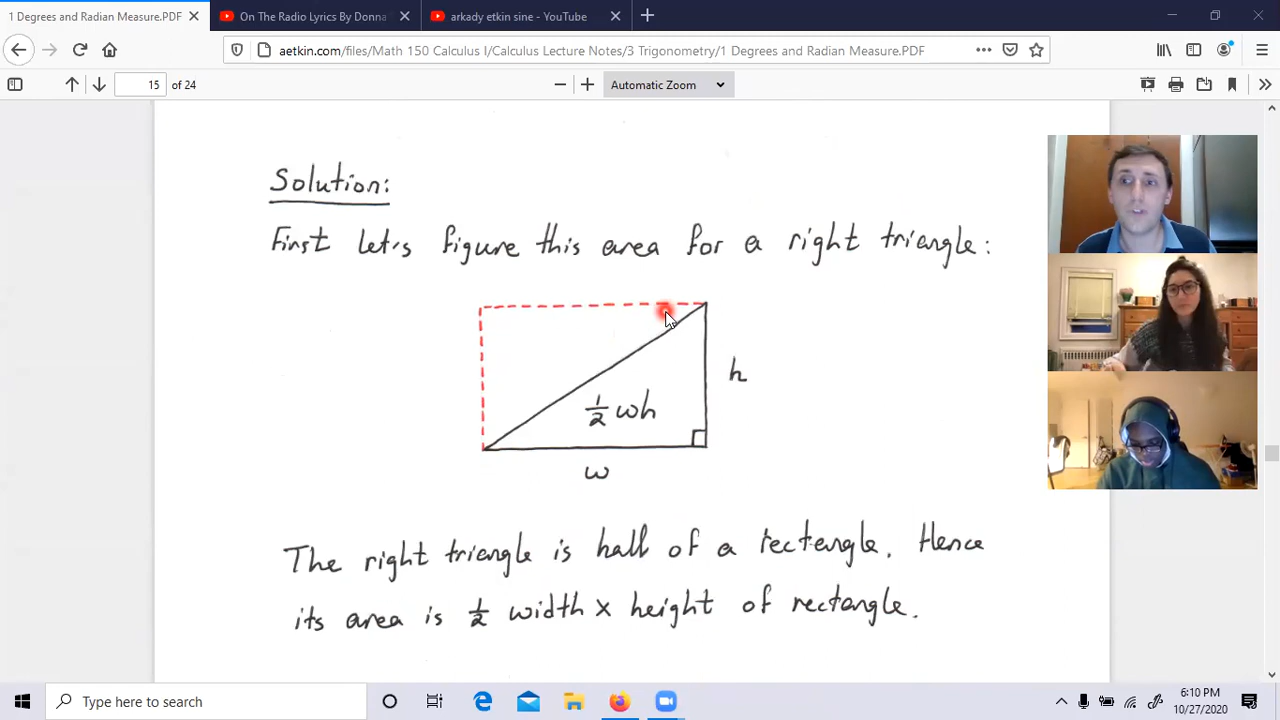 1 Degrees and Radian Measure.PDF
On The Radio Lyrics By Donna
arkady etkin sine - YouTube
aetkin.com/files/Math 150 Calculus I/Calculus Lecture Notes/3 Trigonometry/1 Degrees and Radian Measure.PDF
15 of 24
Automatic Zoom
Solution:
First let's figure this area for a right triangle:
h
1/2 wh
w
The right triangle is half of a rectangle. Hence
its area is 1/2 width x height of rectangle.
Type here to search
6:10 PM
10/27/2020